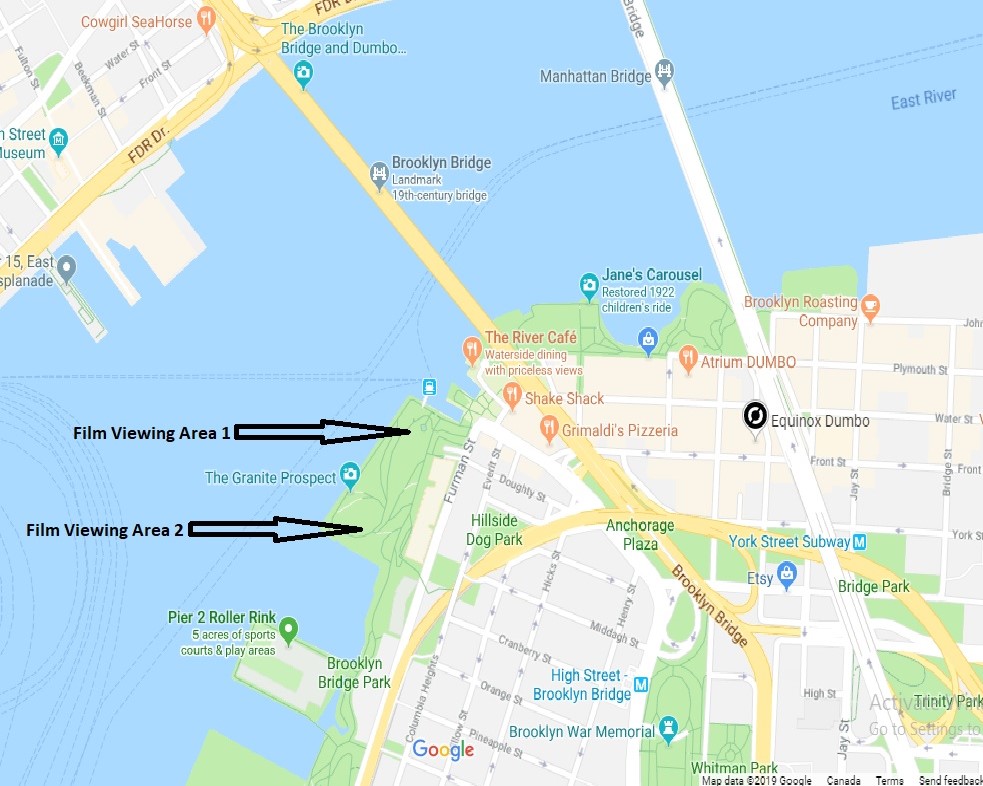 FDR Dr.
Cowgirl SeaHorse
The Brooklyn
Bridge and Dumbo...
Water St
Front St
Fulton St
Beekman St
Bridge
Manhattan Bridge
East River
n Street
Museum
FDR Dr.
Brooklyn Bridge
Landmark
19th-century bridge
15, East
splanade
Jane's Carousel
Restored 1922
children's ride
Brooklyn Roasting
Company
John
The River Café
Waterside dining
with priceless views
Atrium DUMBO
Plymouth St
Shake Shack
Equinox Dumbo
Water St
Film Viewing Area 1
Grimaldi's Pizzeria
Front St
Front
Furman St
Everit St
Jay St
Bridge St
The Granite Prospect
Doughty St
Film Viewing Area 2
Hillside
Dog Park
Anchorage
Plaza
York Street Subway
M
York St
Etsy
Bridge Park
Hicks St
Henry St
Brooklyn Bridge
Pier 2 Roller Rink
5 acres of sports
courts & play areas
Middagh St
Cranberry St
Brooklyn
Bridge Park
Columbia Heights
High Street -
Brooklyn Bridge
M
Orange St
High St
Trinity Park
Willow St
Pineapple St
Brooklyn War Memorial
Jay St
Go to Settings to
Google
Whitman Park
Map data ©2019 Google Canada Terms Send feedback